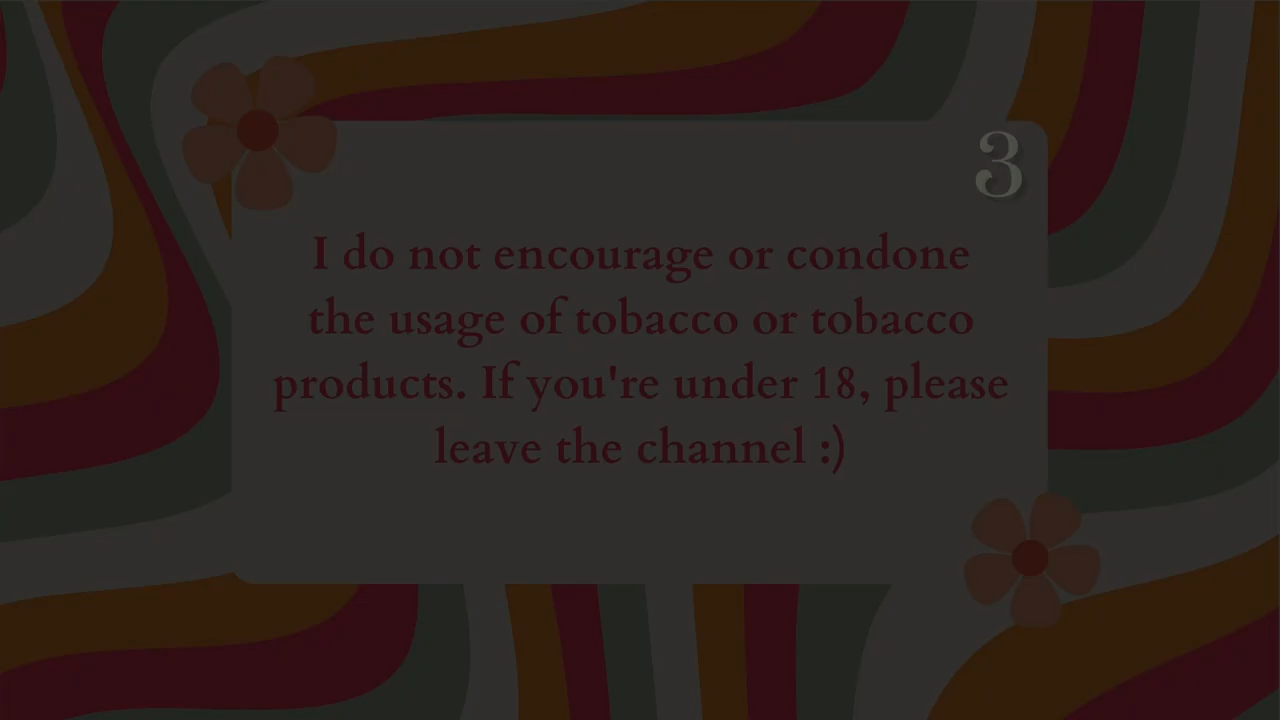 3
I do not encourage or condone
the usage of tobacco or tobacco
products. If you're under 18, please
leave the channel :)